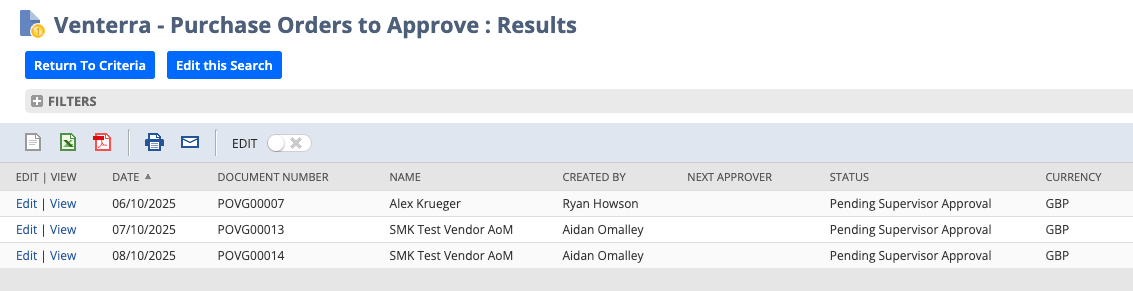 Venterra - Purchase Orders to Approve : Results
Return To Criteria Edit this Search
FILTERS
EDIT
EDIT | VIEW DATE DOCUMENT NUMBER NAME CREATED BY NEXT APPROVER STATUS CURRENCY
Edit | View 06/10/2025 POVG00007 Alex Krueger Ryan Howson Pending Supervisor Approval GBP
Edit | View 07/10/2025 POVG00013 SMK Test Vendor AoM Aidan Omalley Pending Supervisor Approval GBP
Edit | View 08/10/2025 POVG00014 SMK Test Vendor AoM Aidan Omalley Pending Supervisor Approval GBP